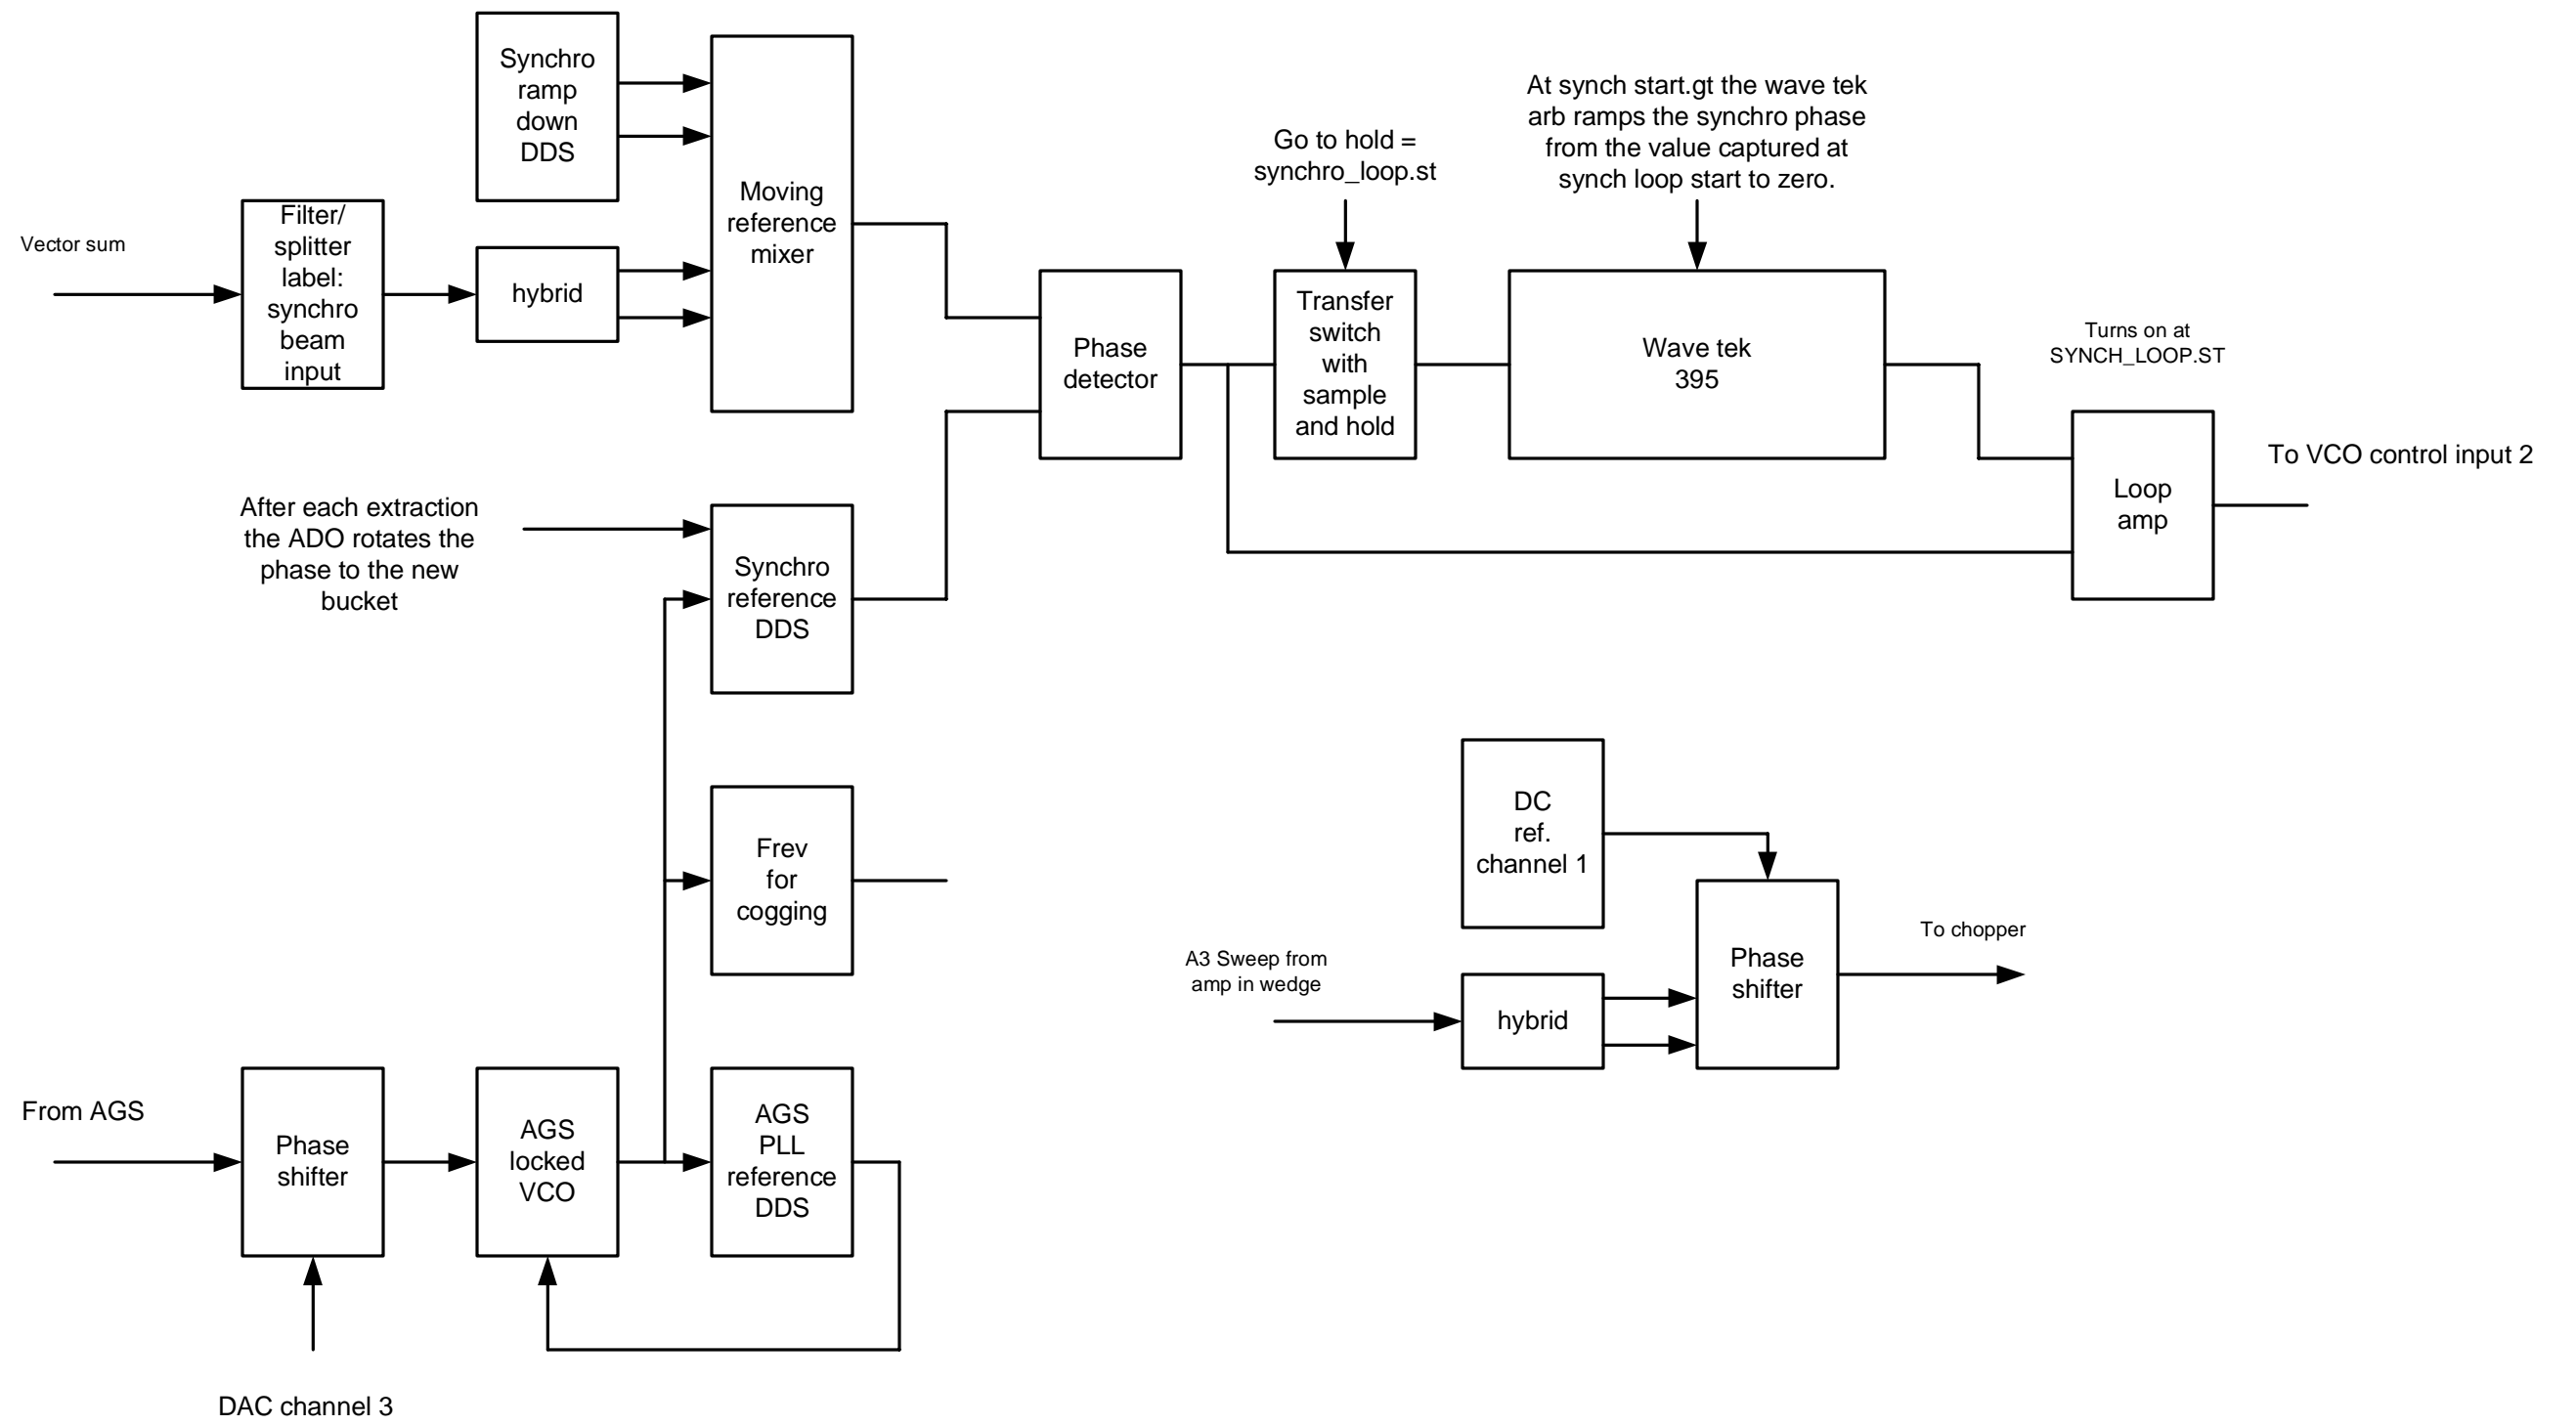 Synchro
ramp
down
DDS
Moving
reference
mixer
Vector sum
Filter/
splitter
label:
synchro
beam
input
hybrid
Phase
detector
Go to hold =
synchro_loop.st
Transfer
switch
with
sample
and hold
At synch start.gt the wave tek
arb ramps the synchro phase
from the value captured at
synch loop start to zero.
Wave tek
395
Turns on at
SYNCH_LOOP.ST
Loop
amp
To VCO control input 2
After each extraction
the ADO rotates the
phase to the new
bucket
Synchro
reference
DDS
Frev
for
cogging
DC
ref.
channel 1
A3 Sweep from
amp in wedge
hybrid
Phase
shifter
To chopper
From AGS
Phase
shifter
AGS
locked
VCO
AGS
PLL
reference
DDS
DAC channel 3